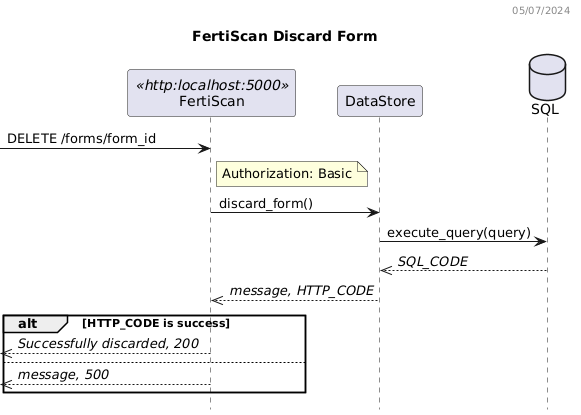 05/07/2024
FertiScan Discard Form
«http:localhost:5000»
FertiScan
DataStore
SQL
DELETE /forms/form_id
Authorization: Basic
discard_form()
execute_query(query)
SQL_CODE
message, HTTP_CODE
alt [HTTP_CODE is success]
Successfully discarded, 200
message, 500